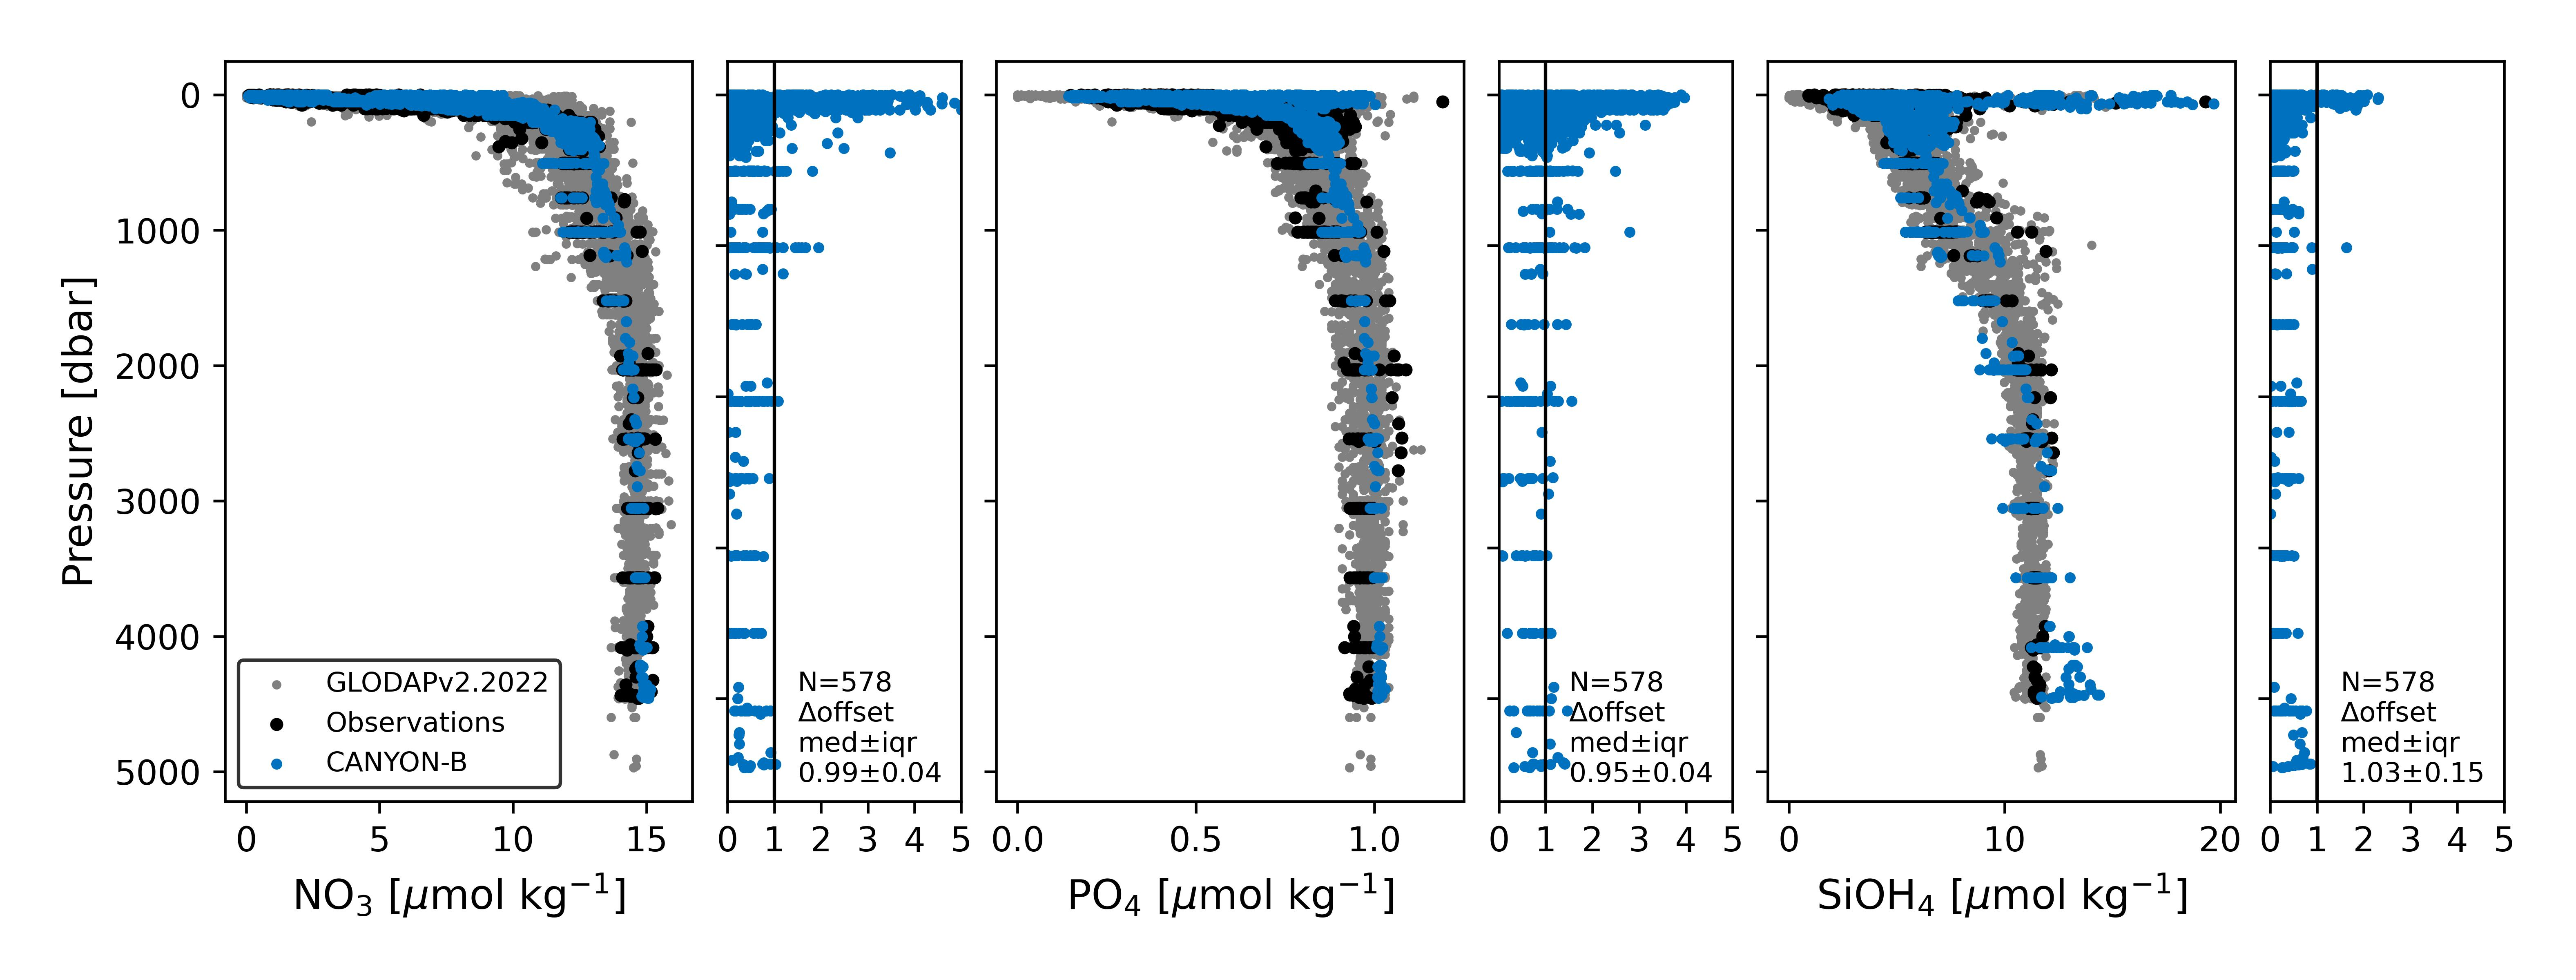 Pressure [dbar]
0
1000
2000
3000
4000
5000
GLODAPv2.2022
Observations
CANYON-B
0 5 10 15
NO₃ [μmol kg⁻¹]
N=578
Δoffset
med±iqr
0.99±0.04
0 1 2 3 4 5
0.0 0.5 1.0
PO₄ [μmol kg⁻¹]
N=578
Δoffset
med±iqr
0.95±0.04
0 1 2 3 4 5
0 10 20
SiOH₄ [μmol kg⁻¹]
N=578
Δoffset
med±iqr
1.03±0.15
0 1 2 3 4 5